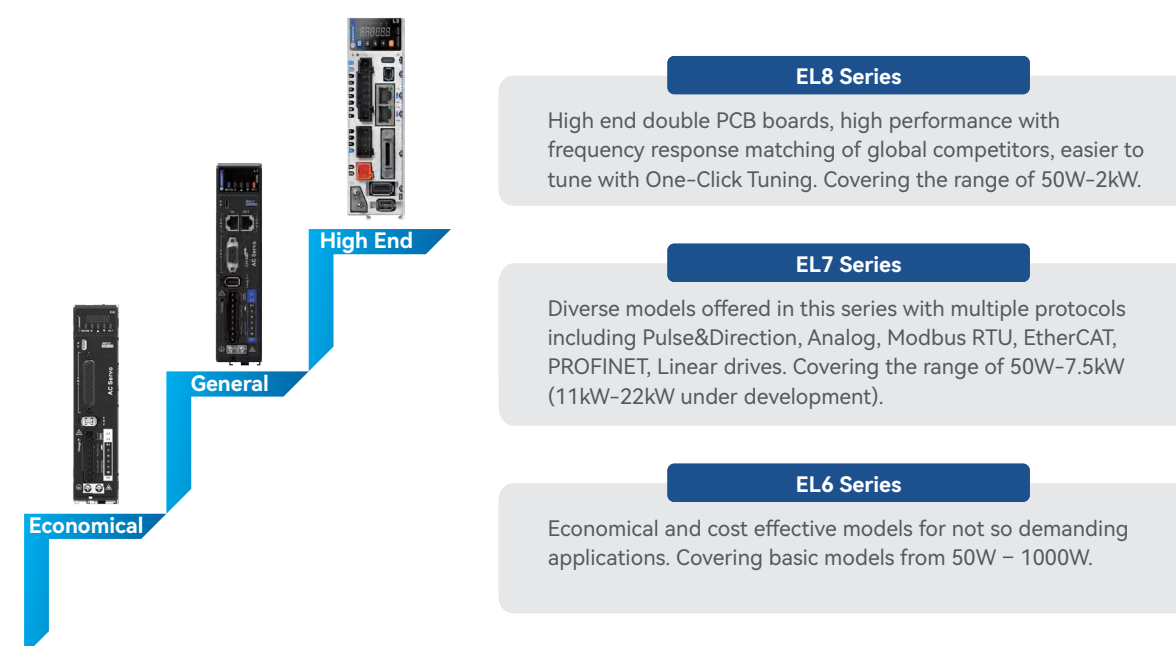 High End
General
Economical
AC Servo
AC Servo
EL8 Series
High end double PCB boards, high performance with
frequency response matching of global competitors, easier to
tune with One-Click Tuning. Covering the range of 50W-2kW.
EL7 Series
Diverse models offered in this series with multiple protocols
including Pulse&Direction, Analog, Modbus RTU, EtherCAT,
PROFINET, Linear drives. Covering the range of 50W-7.5kW
(11kW-22kW under development).
EL6 Series
Economical and cost effective models for not so demanding
applications. Covering basic models from 50W – 1000W.